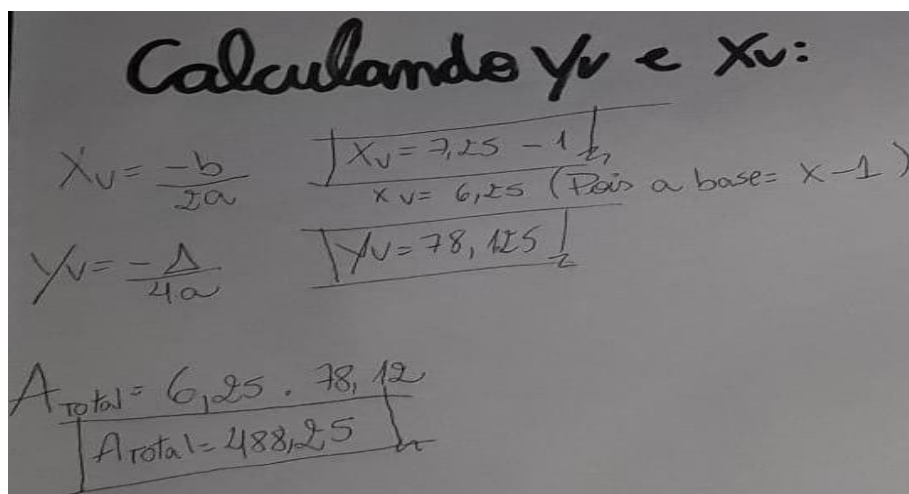 Calculando Yv e Xv:
Xv = -b/2a
Xv = 7,25 - 1
Xv = 6,25 (Pois a base = X-1)
Yv = -Δ/4a
Yv = 78,125
A Total = 6,25 . 78,12
A Total = 488,25